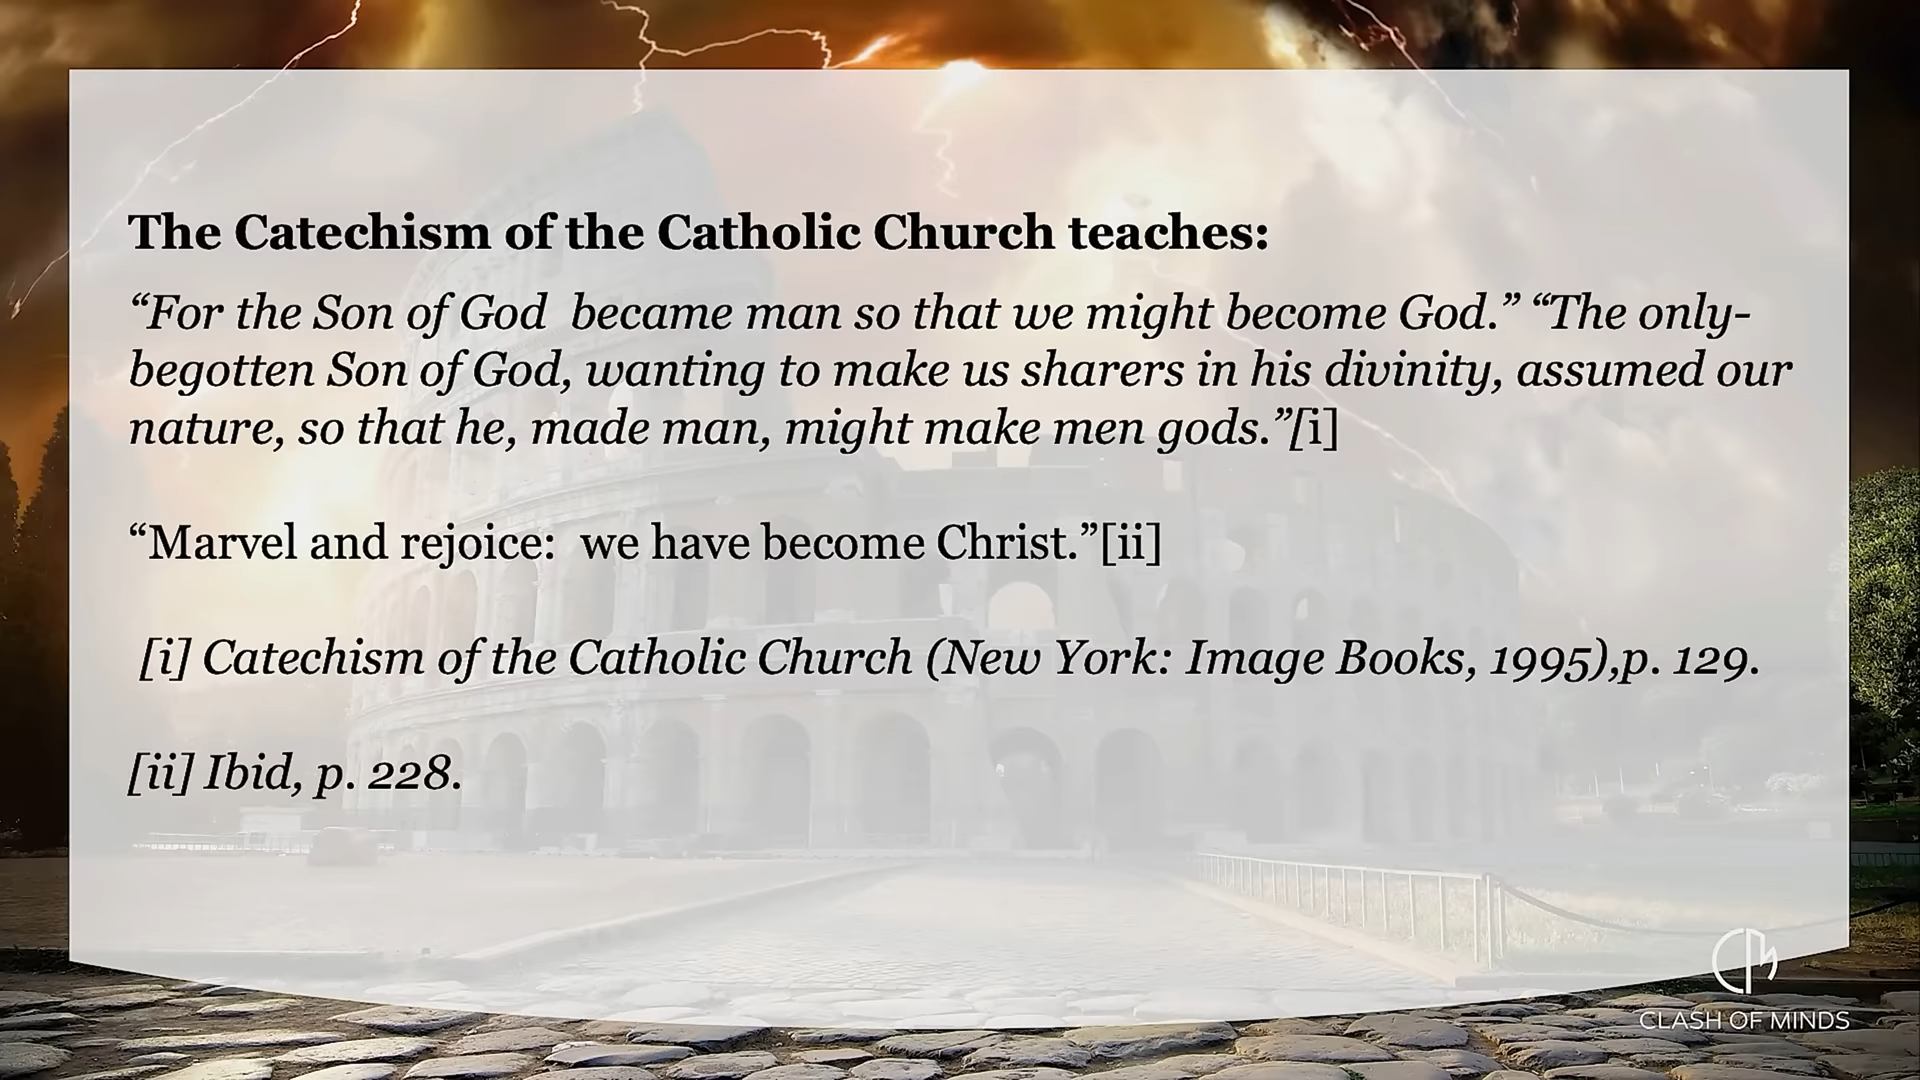 The Catechism of the Catholic Church teaches:
“For the Son of God  became man so that we might become God.” “The only-
begotten Son of God, wanting to make us sharers in his divinity, assumed our
nature, so that he, made man, might make men gods.”[i]
“Marvel and rejoice:  we have become Christ.”[ii]
[i] Catechism of the Catholic Church (New York: Image Books, 1995),p. 129.
[ii] Ibid, p. 228.
CLASH OF MINDS